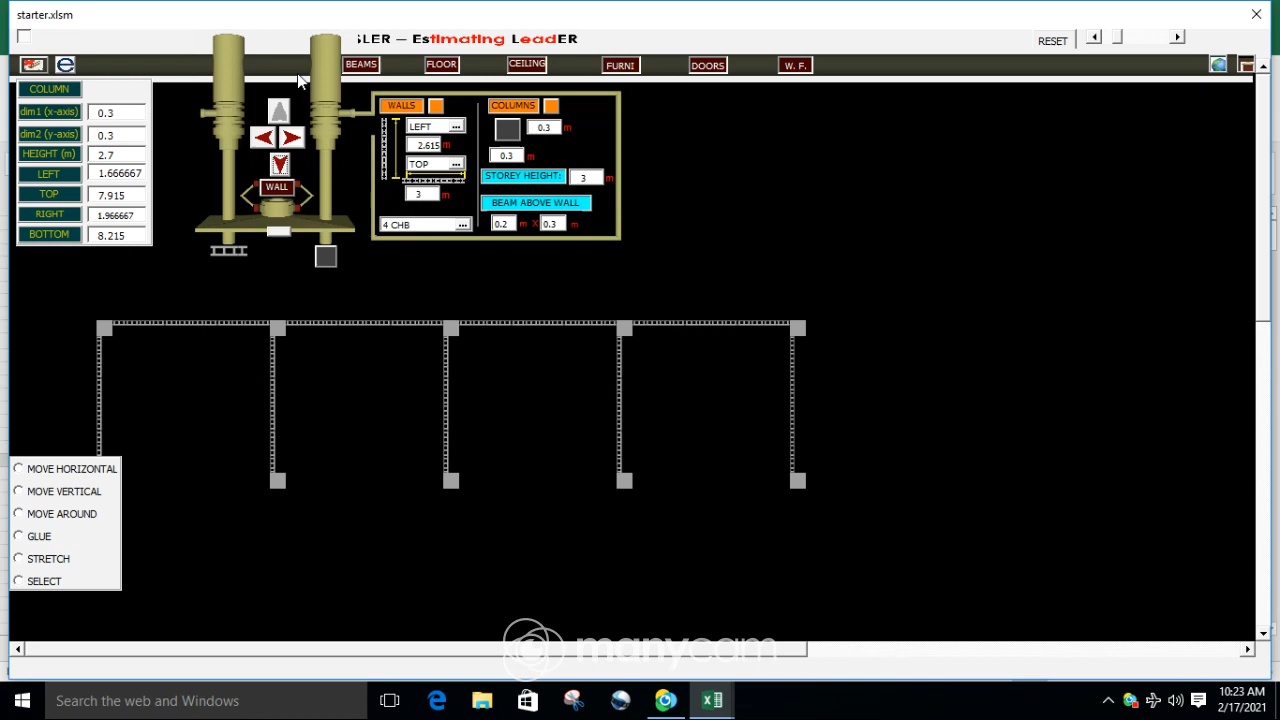 starter.xlsm
SLER – EstImatIng LeadER
RESET
BEAMS
FLOOR
CEILING
FURNI
DOORS
W. F.
COLUMN
dim1 (x-axis) 0.3
dim2 (y-axis) 0.3
HEIGHT (m) 2.7
LEFT 1.666667
TOP 7.915
RIGHT 1.966667
BOTTOM 8.215
WALL
WALLS
LEFT ...
2.615 m
TOP ...
3 m
4 CHB ...
COLUMNS
0.3 m
0.3 m
STOREY HEIGHT: 3 m
BEAM ABOVE WALL
0.2 m X 0.3 m
MOVE HORIZONTAL
MOVE VERTICAL
MOVE AROUND
GLUE
STRETCH
SELECT
manycam
Search the web and Windows
10:23 AM
2/17/2021